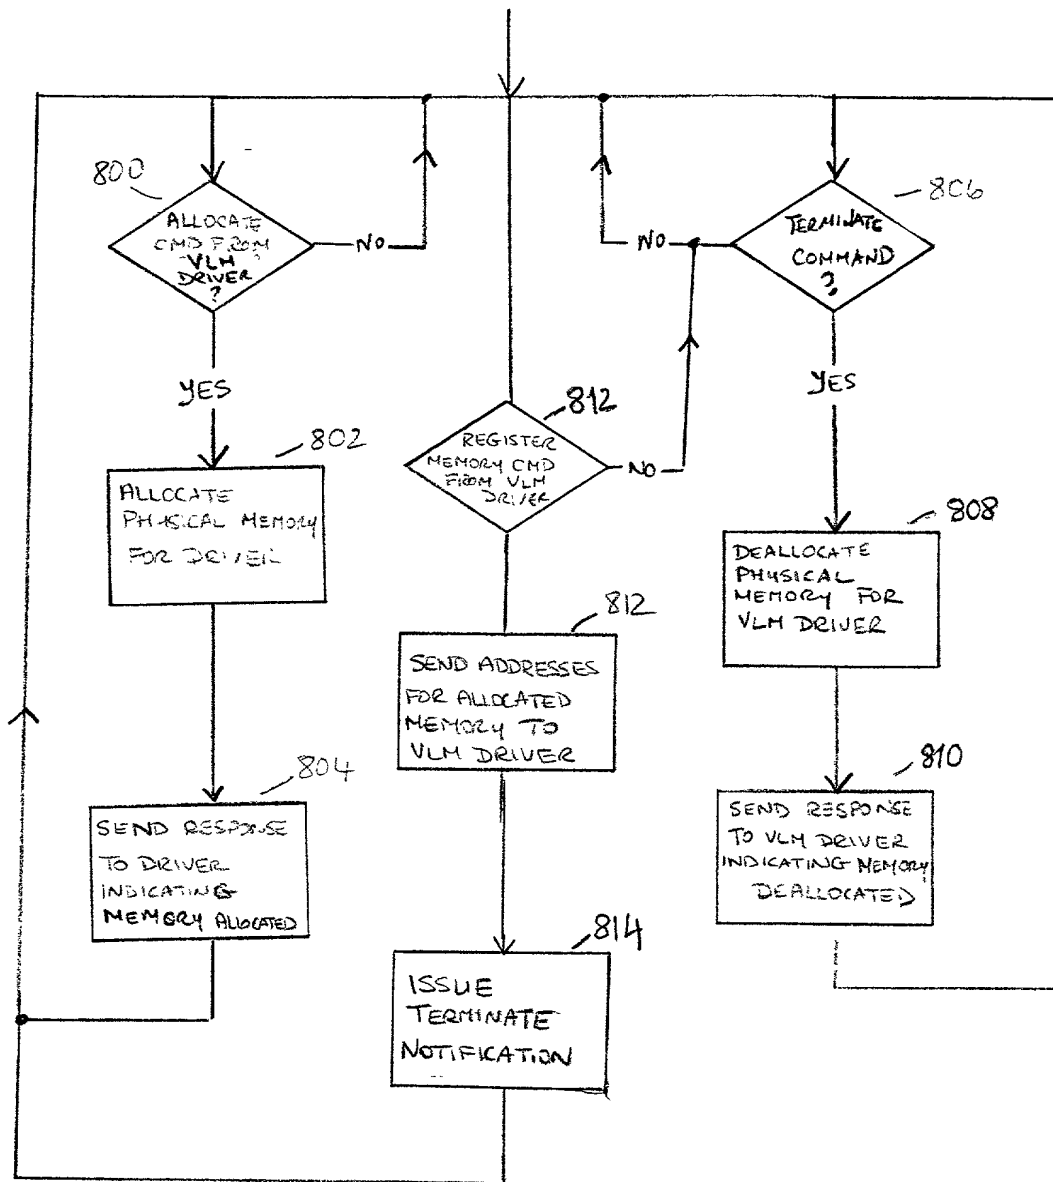 800
ALLOCATE
CMD FROM
VLM
DRIVER
?
NO
YES
802
ALLOCATE
PHYSICAL MEMORY
FOR DRIVER
804
SEND RESPONSE
TO DRIVER
INDICATING
MEMORY ALLOCATED
812
REGISTER
MEMORY CMD
FROM VLM
DRIVER
NO
812
SEND ADDRESSES
FOR ALLOCATED
MEMORY TO
VLM DRIVER
814
ISSUE
TERMINATE
NOTIFICATION
806
TERMINATE
COMMAND
?
NO
YES
808
DEALLOCATE
PHYSICAL
MEMORY FOR
VLM DRIVER
810
SEND RESPONSE
TO VLM DRIVER
INDICATING MEMORY
DEALLOCATED